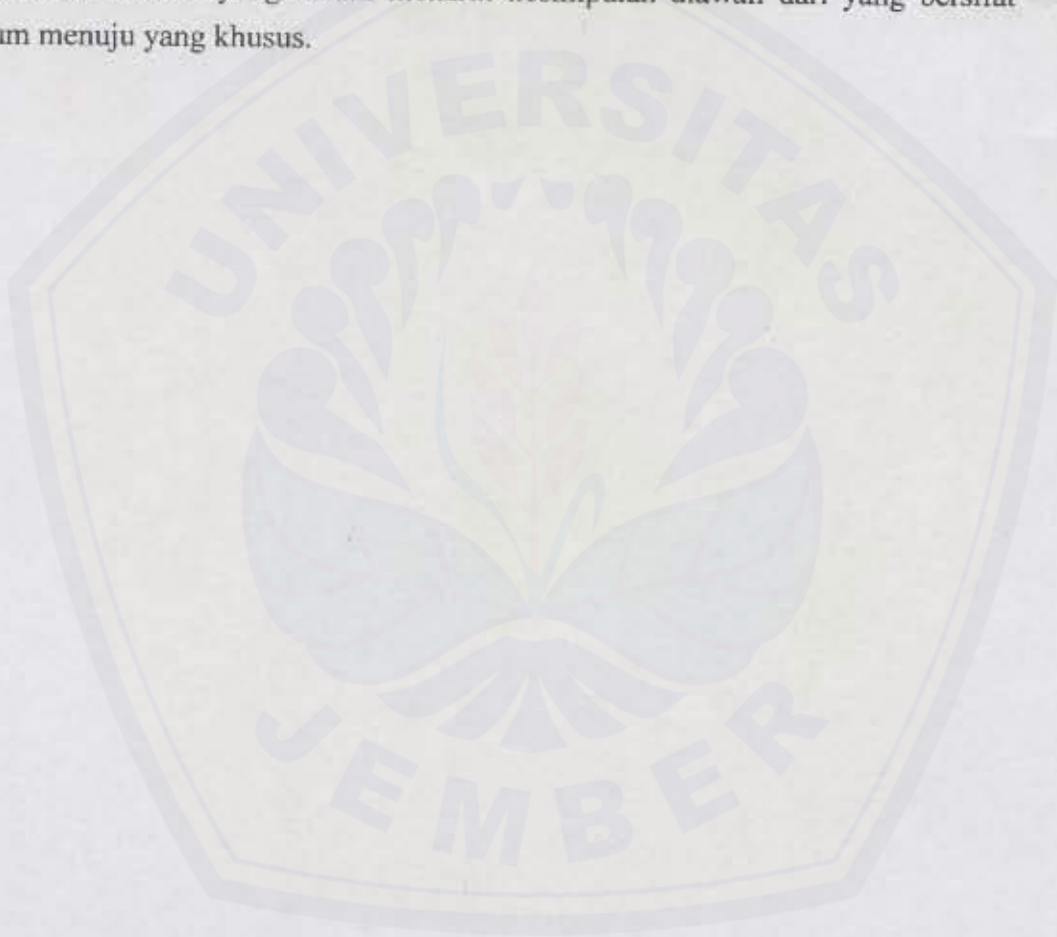 yang
kesimpulan diawali dari yang bersifat
um menuju yang khusus.
UNIVERSITAS
JEMBER